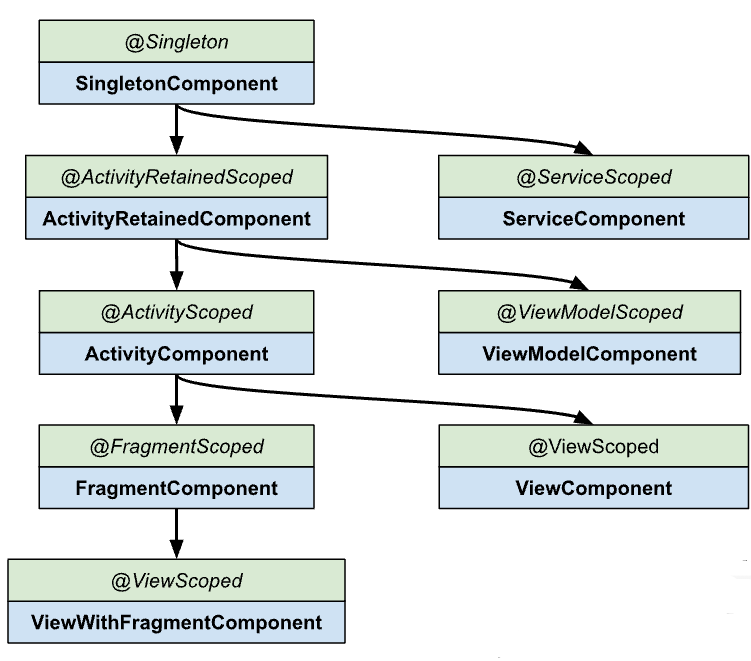 @Singleton
SingletonComponent
@ActivityRetainedScoped
ActivityRetainedComponent
@ServiceScoped
ServiceComponent
@ActivityScoped
ActivityComponent
@ViewModelScoped
ViewModelComponent
@FragmentScoped
FragmentComponent
@ViewScoped
ViewComponent
@ViewScoped
ViewWithFragmentComponent